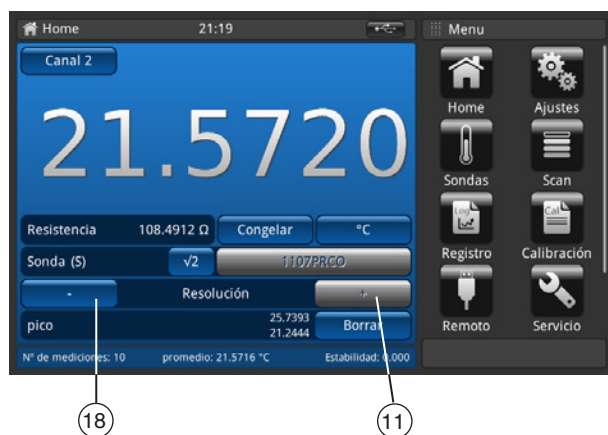 Home 21:19 Menu
Canal 2
21.5720
Home Ajustes
Sondas Scan
Resistencia 108.4912 Ω Congelar °C
Log Cal
Sonda (S) √2 1107PRCO
Registro Calibración
- Resolución +
pico 25.7393 21.2444 Borrar
Remoto Servicio
Nº de mediciones: 10 promedio: 21.5716 °C Estabilidad: 0.000
18 11